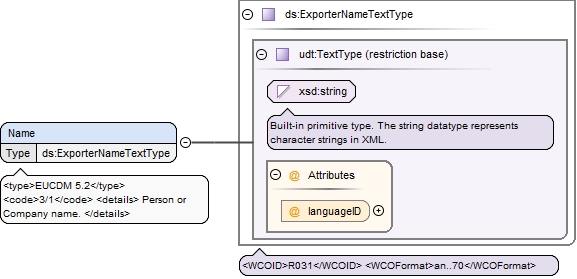 ds:ExporterNameTextType
udt:TextType (restriction base)
xsd:string
Built-in primitive type. The string datatype represents
character strings in XML.
Name
Type ds:ExporterNameTextType
<type>EUCDM 5.2</type>
<code>3/1</code> <details> Person or
Company name. </details>
@ Attributes
@ languageID
<WCOID>R031</WCOID> <WCOFormat>an..70</WCOFormat>